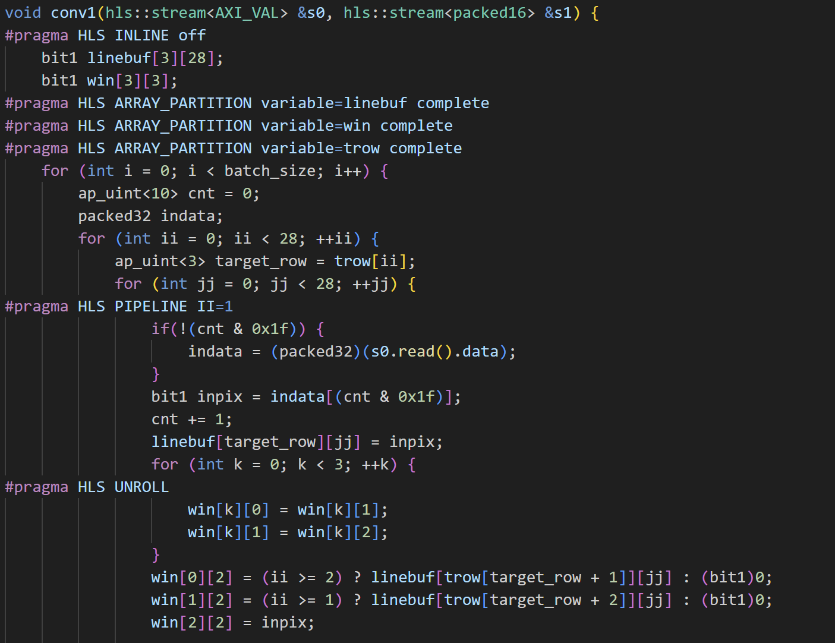 void conv1(hls::stream<AXI_VAL> &s0, hls::stream<packed16> &s1) {
#pragma HLS INLINE off
    bit1 linebuf[3][28];
    bit1 win[3][3];
#pragma HLS ARRAY_PARTITION variable=linebuf complete
#pragma HLS ARRAY_PARTITION variable=win complete
#pragma HLS ARRAY_PARTITION variable=trow complete
    for (int i = 0; i < batch_size; i++) {
        ap_uint<10> cnt = 0;
        packed32 indata;
        for (int ii = 0; ii < 28; ++ii) {
            ap_uint<3> target_row = trow[ii];
            for (int jj = 0; jj < 28; ++jj) {
#pragma HLS PIPELINE II=1
                if(!(cnt & 0x1f)) {
                    indata = (packed32)(s0.read().data);
                }
                bit1 inpix = indata[(cnt & 0x1f)];
                cnt += 1;
                linebuf[target_row][jj] = inpix;
                for (int k = 0; k < 3; ++k) {
#pragma HLS UNROLL
                    win[k][0] = win[k][1];
                    win[k][1] = win[k][2];
                }
                win[0][2] = (ii >= 2) ? linebuf[trow[target_row + 1]][jj] : (bit1)0;
                win[1][2] = (ii >= 1) ? linebuf[trow[target_row + 2]][jj] : (bit1)0;
                win[2][2] = inpix;